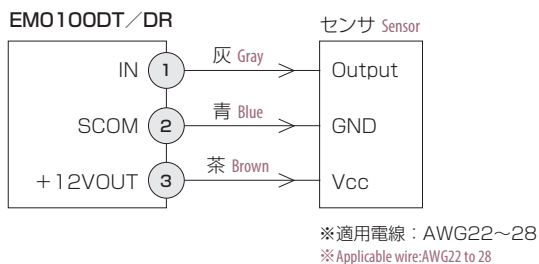 EM0100DT／DR
センサ Sensor
IN 1 灰 Gray Output
SCOM 2 青 Blue GND
+12VOUT 3 茶 Brown Vcc
※適用電線：AWG22～28
※Applicable wire:AWG22 to 28